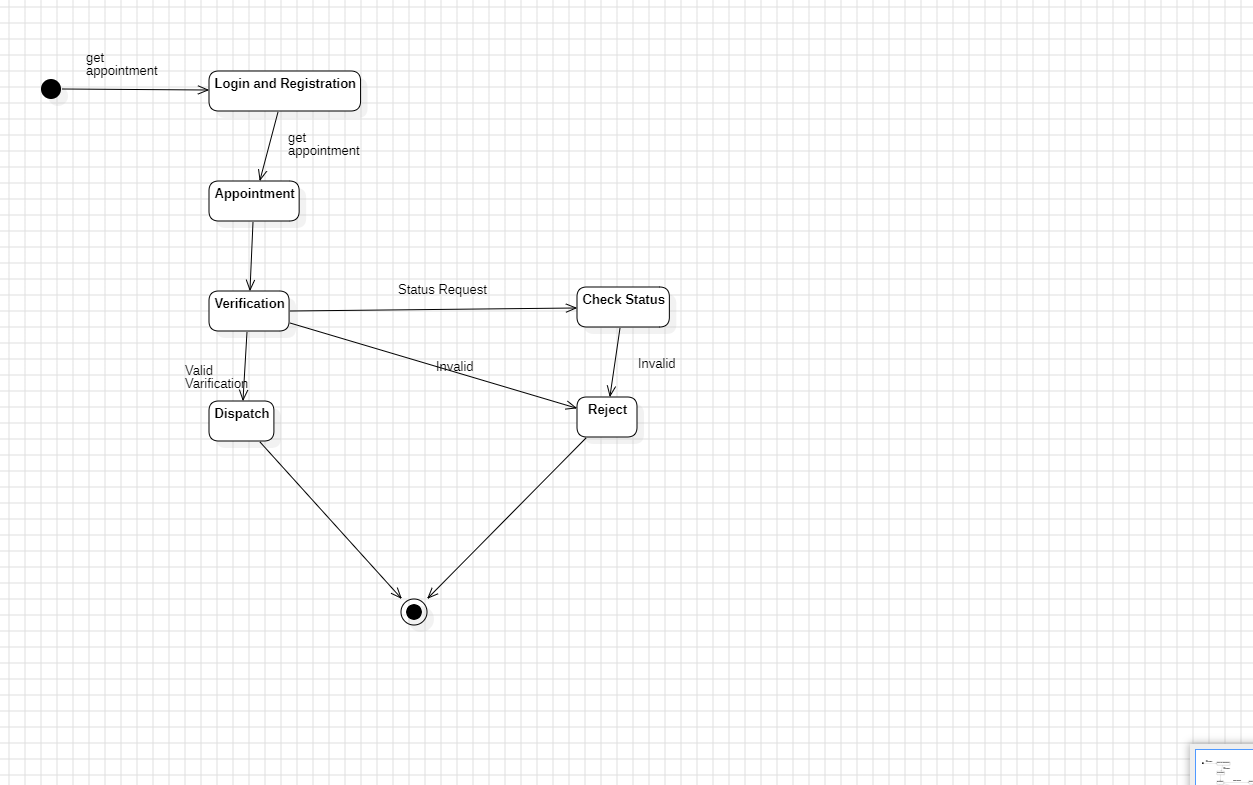 get
appointment
Login and Registration
get
appointment
Appointment
Verification
Status Request
Check Status
Invalid
Invalid
Valid
Varification
Dispatch
Reject